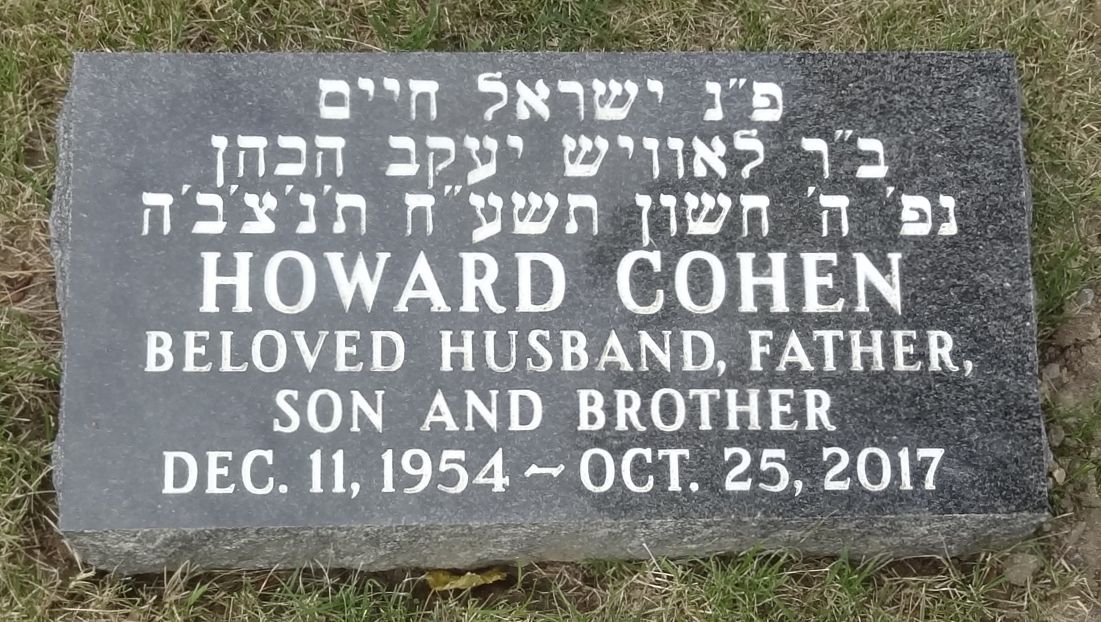 פ״נ ישראל חיים
ב״ר לאוויש יעקב הכהן
נפ׳ ה׳ חשון תשע״ח ת׳נ׳צ׳ב׳ה
HOWARD COHEN
BELOVED HUSBAND, FATHER,
SON AND BROTHER
DEC. 11, 1954 ~ OCT. 25, 2017